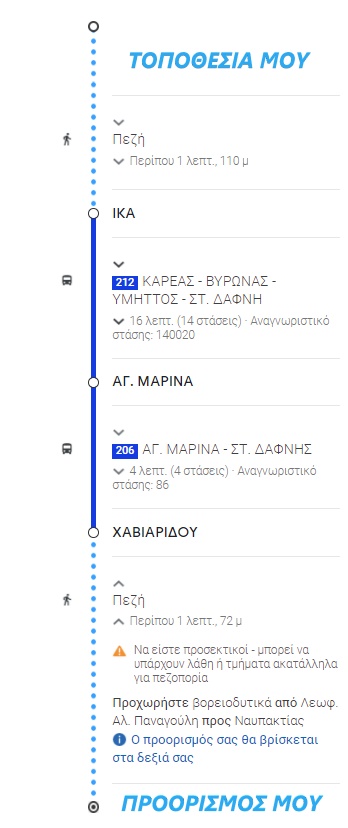 ΤΟΠΟΘΕΣΙΑ ΜΟΥ
Πεζή
Περίπου 1 λεπτ., 110 μ
ΙΚΑ
212 ΚΑΡΕΑΣ - ΒΥΡΩΝΑΣ -
ΥΜΗΤΤΟΣ - ΣΤ. ΔΑΦΝΗ
16 λεπτ. (14 στάσεις) · Αναγνωριστικό
στάσης: 140020
ΑΓ. ΜΑΡΙΝΑ
206 ΑΓ. ΜΑΡΙΝΑ - ΣΤ. ΔΑΦΝΗΣ
4 λεπτ. (4 στάσεις) · Αναγνωριστικό
στάσης: 86
ΧΑΒΙΑΡΙΔΟΥ
Πεζή
Περίπου 1 λεπτ., 72 μ
Να είστε προσεκτικοί - μπορεί να
υπάρχουν λάθη ή τμήματα ακατάλληλα
για πεζοπορία
Προχωρήστε βορειοδυτικά από Λεωφ.
Αλ. Παναγούλη προς Ναυπακτίας
Ο προορισμός σας θα βρίσκεται
στα δεξιά σας
ΠΡΟΟΡΙΣΜΟΣ ΜΟΥ